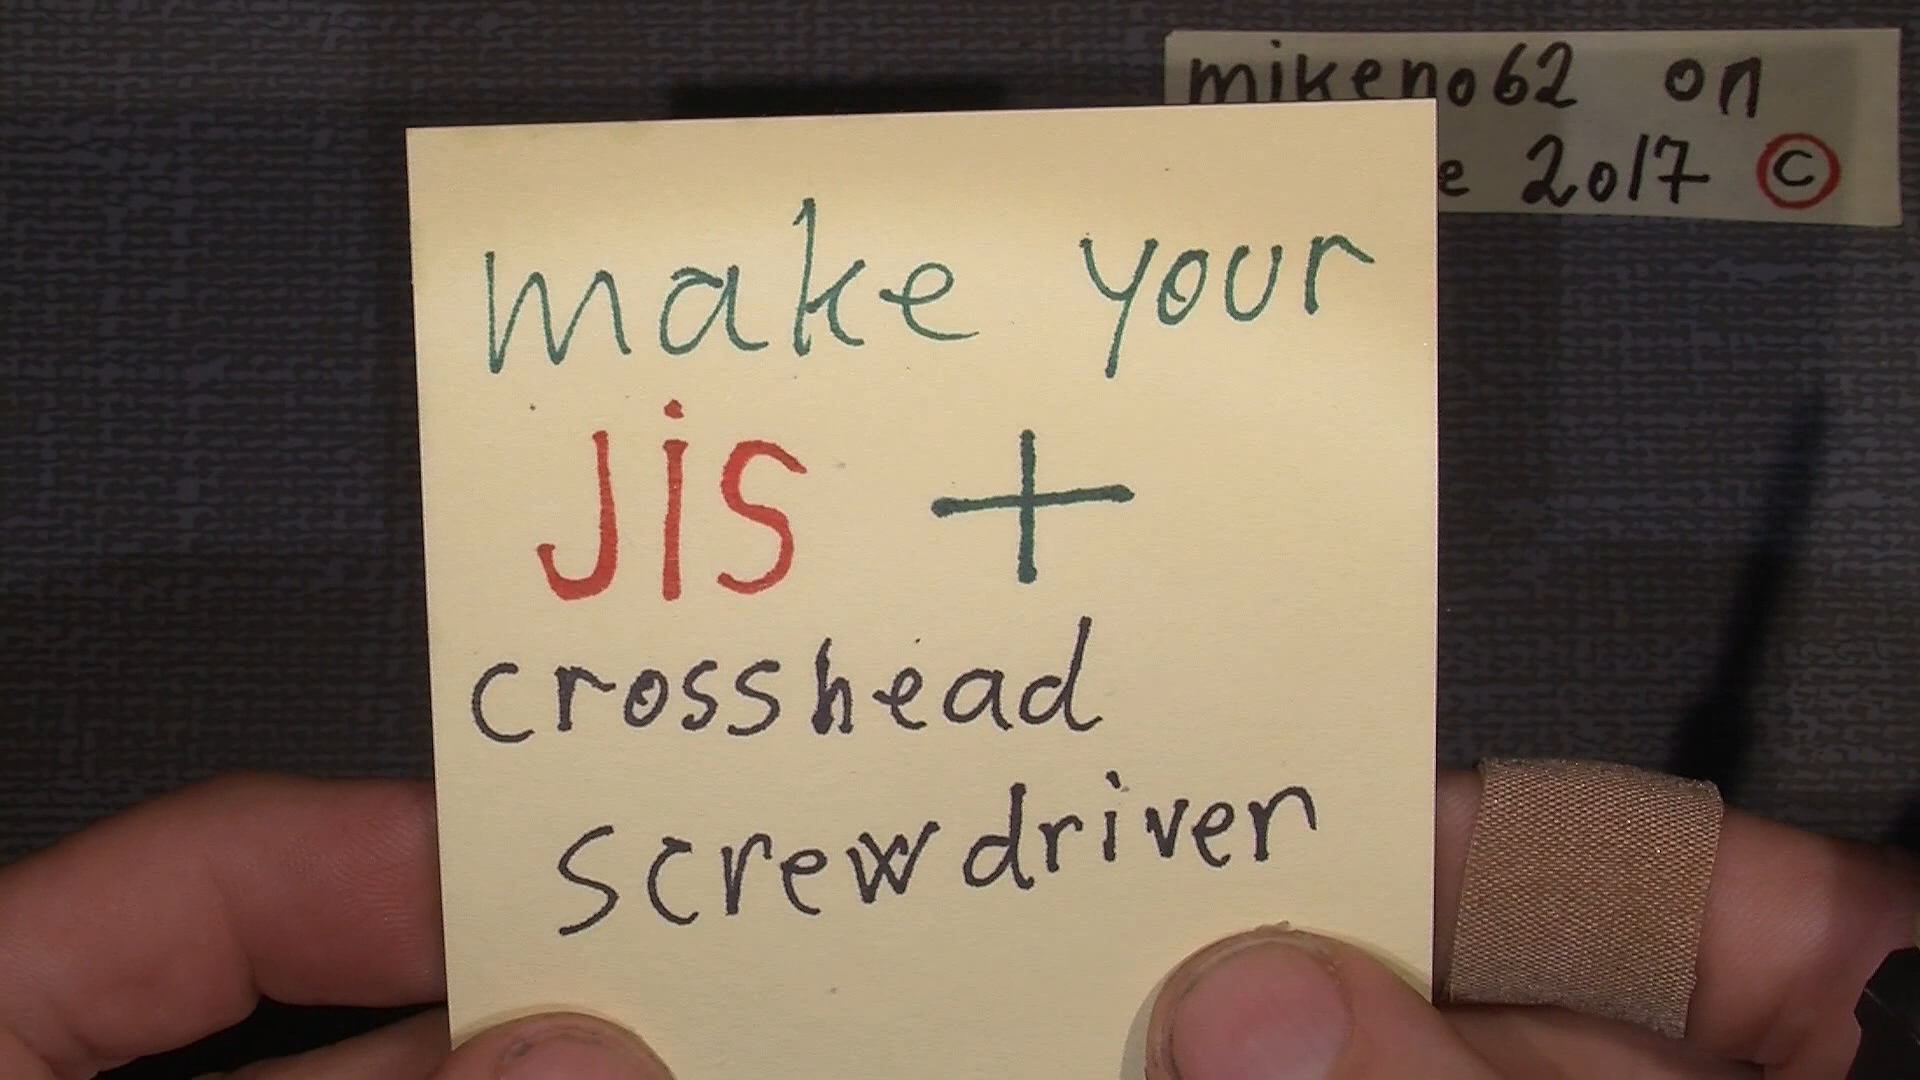 mikeno62 on
e 2017 ©
make your
JiS +
crosshead
screwdriver